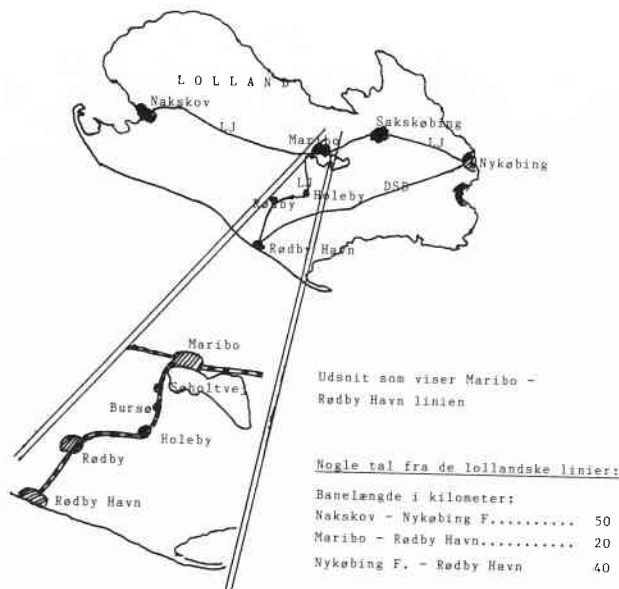 LOLLAND
Nakskov
LJ
Sakskøbing
Maribo
LJ
Nykøbing
LJ
DSB
Rødby
Holeby
Rødby Havn
Maribo
Søholtvej
Bursø
Holeby
Rødby
Rødby Havn
Udsnit som viser Maribo -
Rødby Havn linien
Nogle tal fra de lollandske linier:
Banelængde i kilometer:
Nakskov - Nykøbing F.......... 50
Maribo - Rødby Havn........... 20
Nykøbing F. - Rødby Havn 40